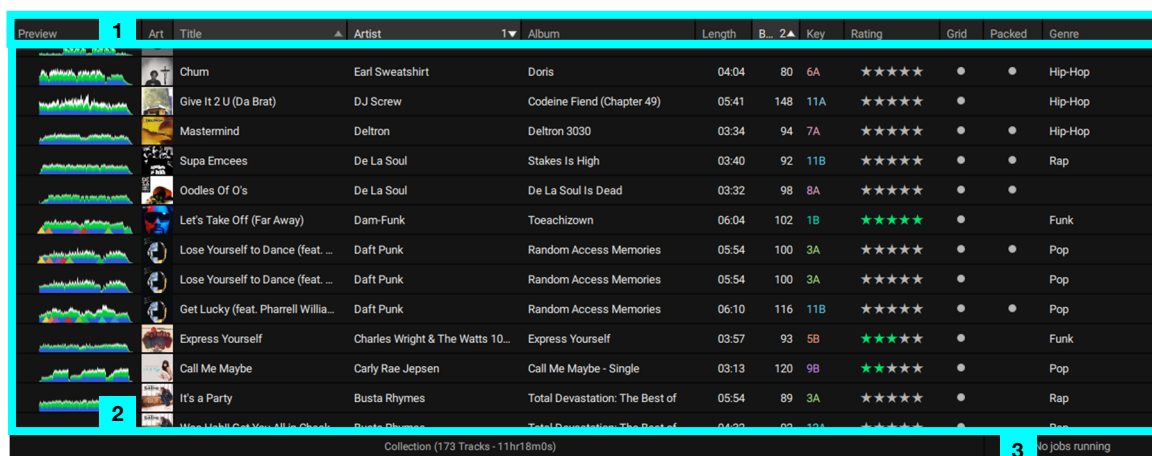 Preview 1 Art Title Artist 1 Album Length B... 2 Key Rating Grid Packed Genre
Chum Earl Sweatshirt Doris 04:04 80 6A Hip-Hop
Give It 2 U (Da Brat) DJ Screw Codeine Fiend (Chapter 49) 05:41 148 11A Hip-Hop
Mastermind Deltron Deltron 3030 03:34 94 7A Hip-Hop
Supa Emcees De La Soul Stakes Is High 03:40 92 11B Rap
Oodles Of O's De La Soul De La Soul Is Dead 03:32 98 8A
Let's Take Off (Far Away) Dam-Funk Toeachizown 06:04 102 1B Funk
Lose Yourself to Dance (feat. ... Daft Punk Random Access Memories 05:54 100 3A Pop
Lose Yourself to Dance (feat. ... Daft Punk Random Access Memories 05:54 100 3A Pop
Get Lucky (feat. Pharrell Willia... Daft Punk Random Access Memories 06:10 116 11B Pop
Express Yourself Charles Wright & The Watts 10... Express Yourself 03:57 93 5B Funk
Call Me Maybe Carly Rae Jepsen Call Me Maybe - Single 03:13 120 9B Pop
It's a Party Busta Rhymes Total Devastation: The Best of 05:54 89 3A Rap
2 Busta Rhymes Total Devastation: The Best of
Collection (173 Tracks - 11hr18m0s) 3 No jobs running